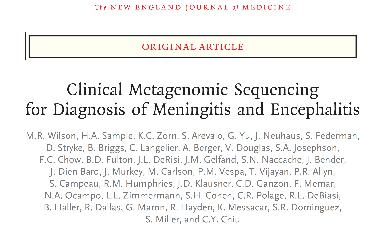 The NEW ENGLAND JOURNAL of MEDICINE
ORIGINAL ARTICLE
Clinical Metagenomic Sequencing
for Diagnosis of Meningitis and Encephalitis
M.R. Wilson, H.A. Sample, K.C. Zorn, S. Arevalo, G. Yu, J. Neuhaus, S. Federman,
D. Stryke, B. Briggs, C. Langelier, A. Berger, V. Douglas, S.A. Josephson,
F.C. Chow, B.D. Fulton, J.L. DeRisi, J.M. Gelfand, S.N. Naccache, J. Bender,
J. Dien Bard, J. Murkey, M. Carlson, P.M. Vespa, T. Vijayan, P.R. Allyn,
S. Campeau, R.M. Humphries, J.D. Klausner, C.D. Ganzon, F. Memar,
N.A. Ocampo, L.L. Zimmermann, S.H. Cohen, C.R. Polage, R.L. DeBiasi,
B. Haller, R. Dallas, G. Maron, R. Hayden, K. Messacar, S.R. Dominguez,
S. Miller, and C.Y. Chiu